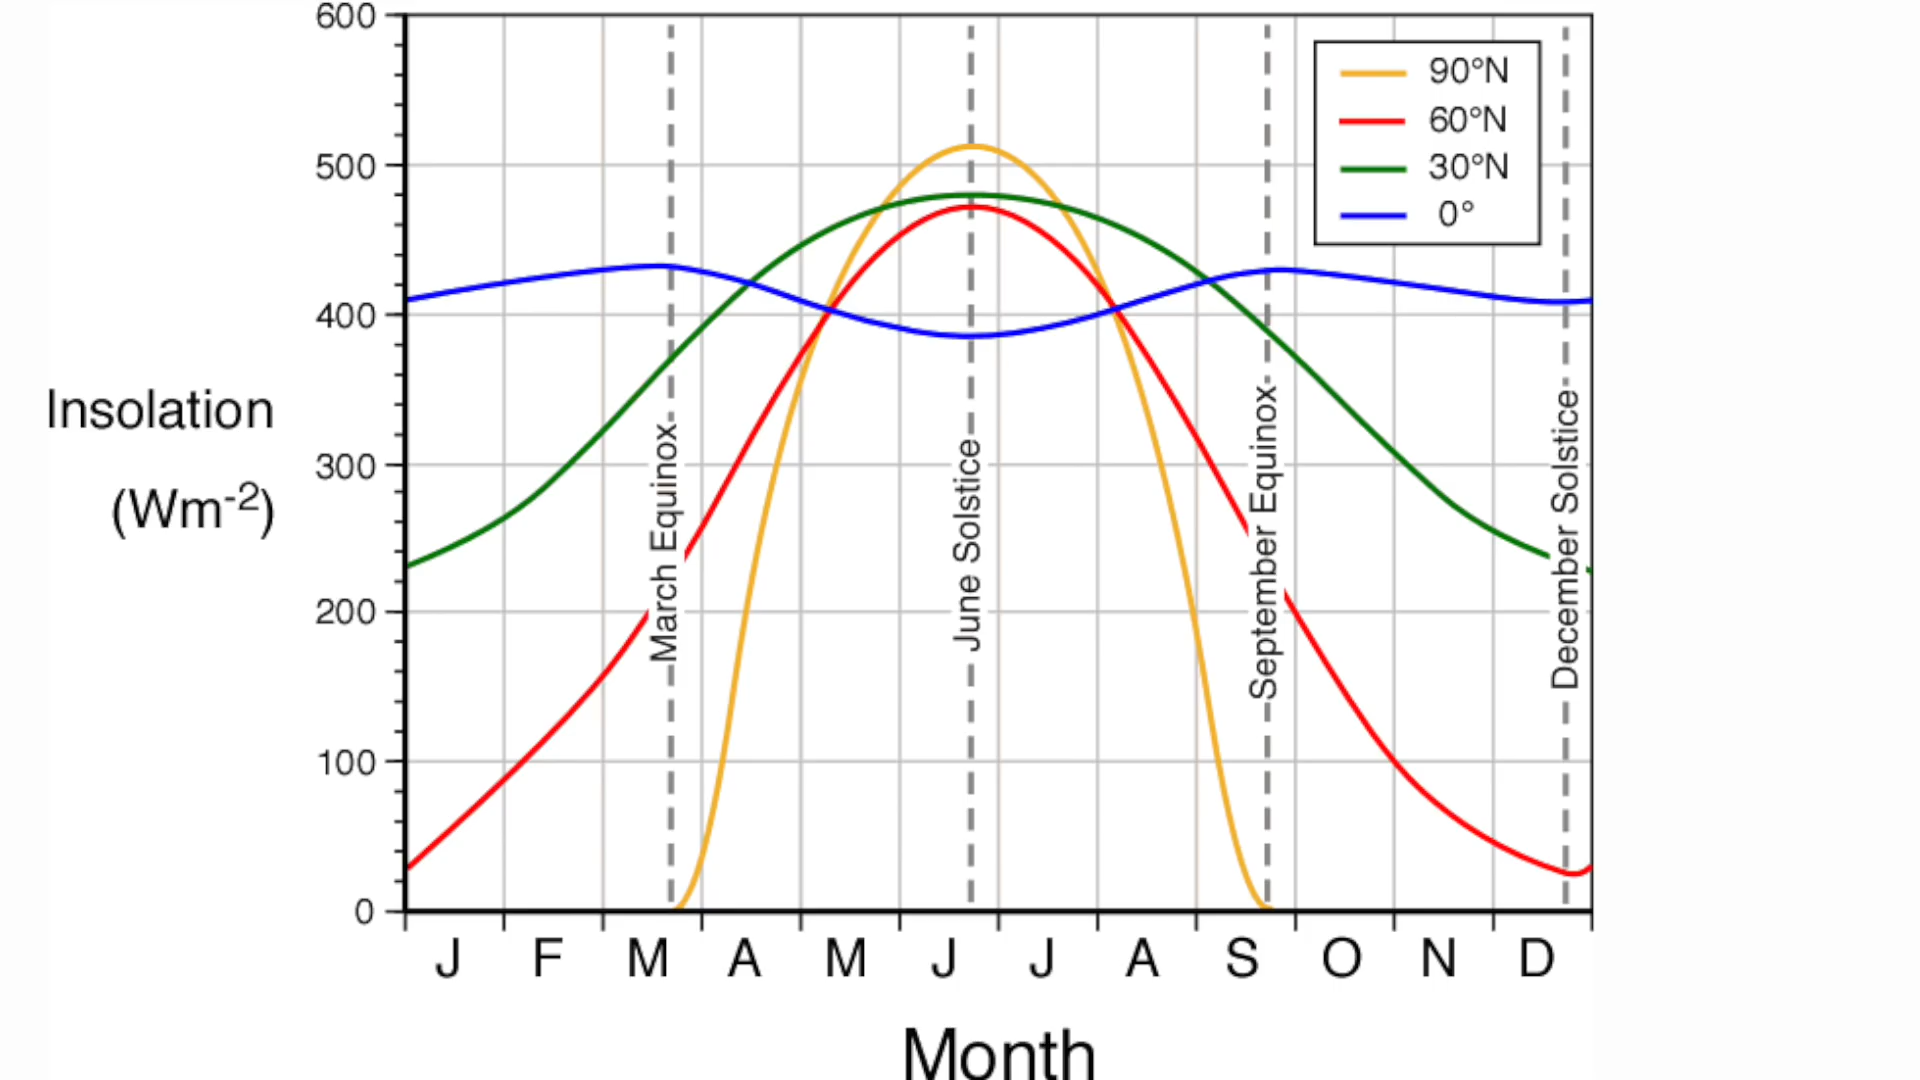 600
500
400
300
200
100
0
Insolation
(Wm-2)
90°N
60°N
30°N
0°
March Equinox
June Solstice
September Equinox
December Solstice
J F M A M J J A S O N D
Month